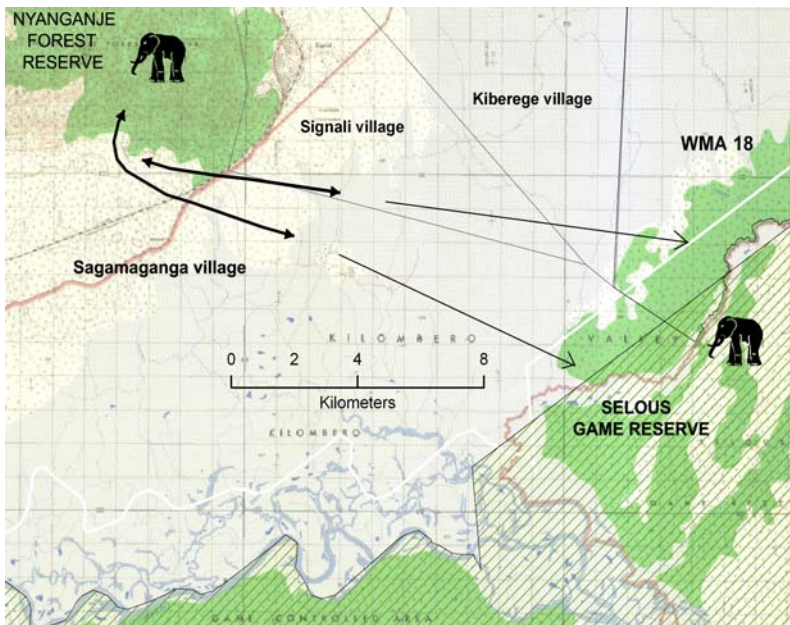 NYANGANJE
FOREST
RESERVE
Signali village
Kiberege village
WMA 18
Sagamaganga village
KILOMBERO
VALLEY
0 2 4 8
Kilometers
SELOUS
GAME RESERVE
KILOMBERO
GAME CONTROLLED AREA